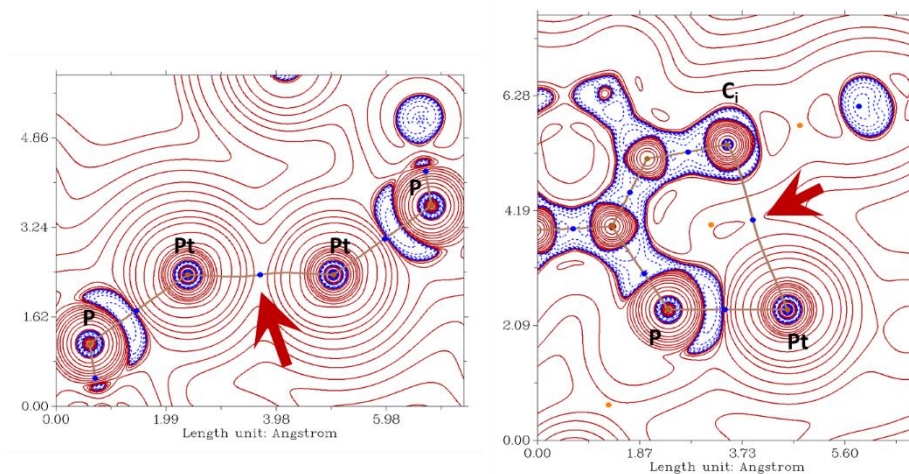 4.86
3.24
1.62
0.00
0.00
1.99
3.98
5.98
Length unit: Angstrom
P
Pt
Pt
P
6.28
4.19
2.09
0.00
0.00
1.87
3.73
5.60
Length unit: Angstrom
Ci
P
Pt